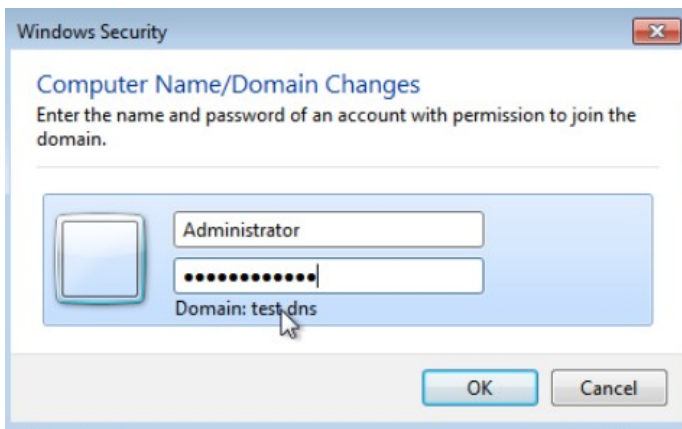 Windows Security
Computer Name/Domain Changes
Enter the name and password of an account with permission to join the
domain.
Administrator
••••••••••••
Domain: test.dns
OK
Cancel